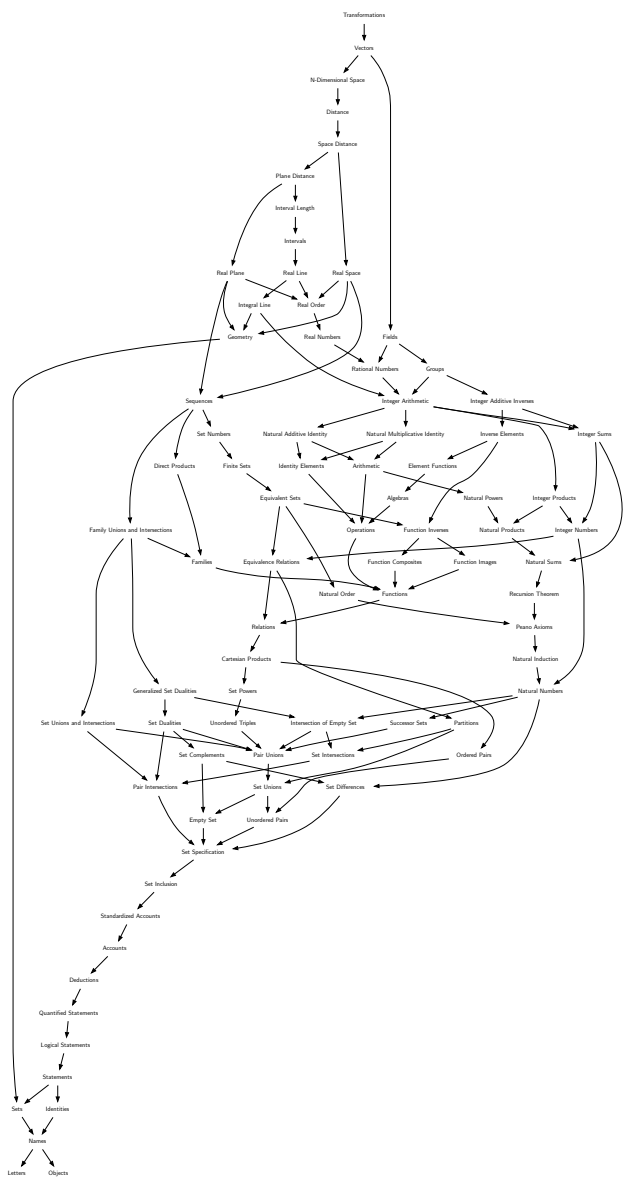 Transformations
Vectors
N-Dimensional Space
Distance
Space Distance
Plane Distance
Interval Length
Intervals
Real Plane
Real Line
Real Space
Integral Line
Real Order
Geometry
Real Numbers
Fields
Rational Numbers
Groups
Sequences
Integer Arithmetic
Integer Additive Inverses
Set Numbers
Natural Additive Identity
Natural Multiplicative Identity
Inverse Elements
Integer Sums
Direct Products
Finite Sets
Identity Elements
Arithmetic
Element Functions
Equivalent Sets
Algebras
Natural Powers
Integer Products
Family Unions and Intersections
Operations
Function Inverses
Natural Products
Integer Numbers
Families
Equivalence Relations
Function Composites
Function Images
Natural Sums
Natural Order
Functions
Recursion Theorem
Relations
Peano Axioms
Cartesian Products
Natural Induction
Generalized Set Dualities
Set Powers
Natural Numbers
Set Unions and Intersections
Set Dualities
Unordered Triples
Intersection of Empty Set
Successor Sets
Partitions
Set Complements
Pair Unions
Set Intersections
Ordered Pairs
Pair Intersections
Set Unions
Set Differences
Empty Set
Unordered Pairs
Set Specification
Set Inclusion
Standardized Accounts
Accounts
Deductions
Quantified Statements
Logical Statements
Statements
Sets
Identities
Names
Letters
Objects